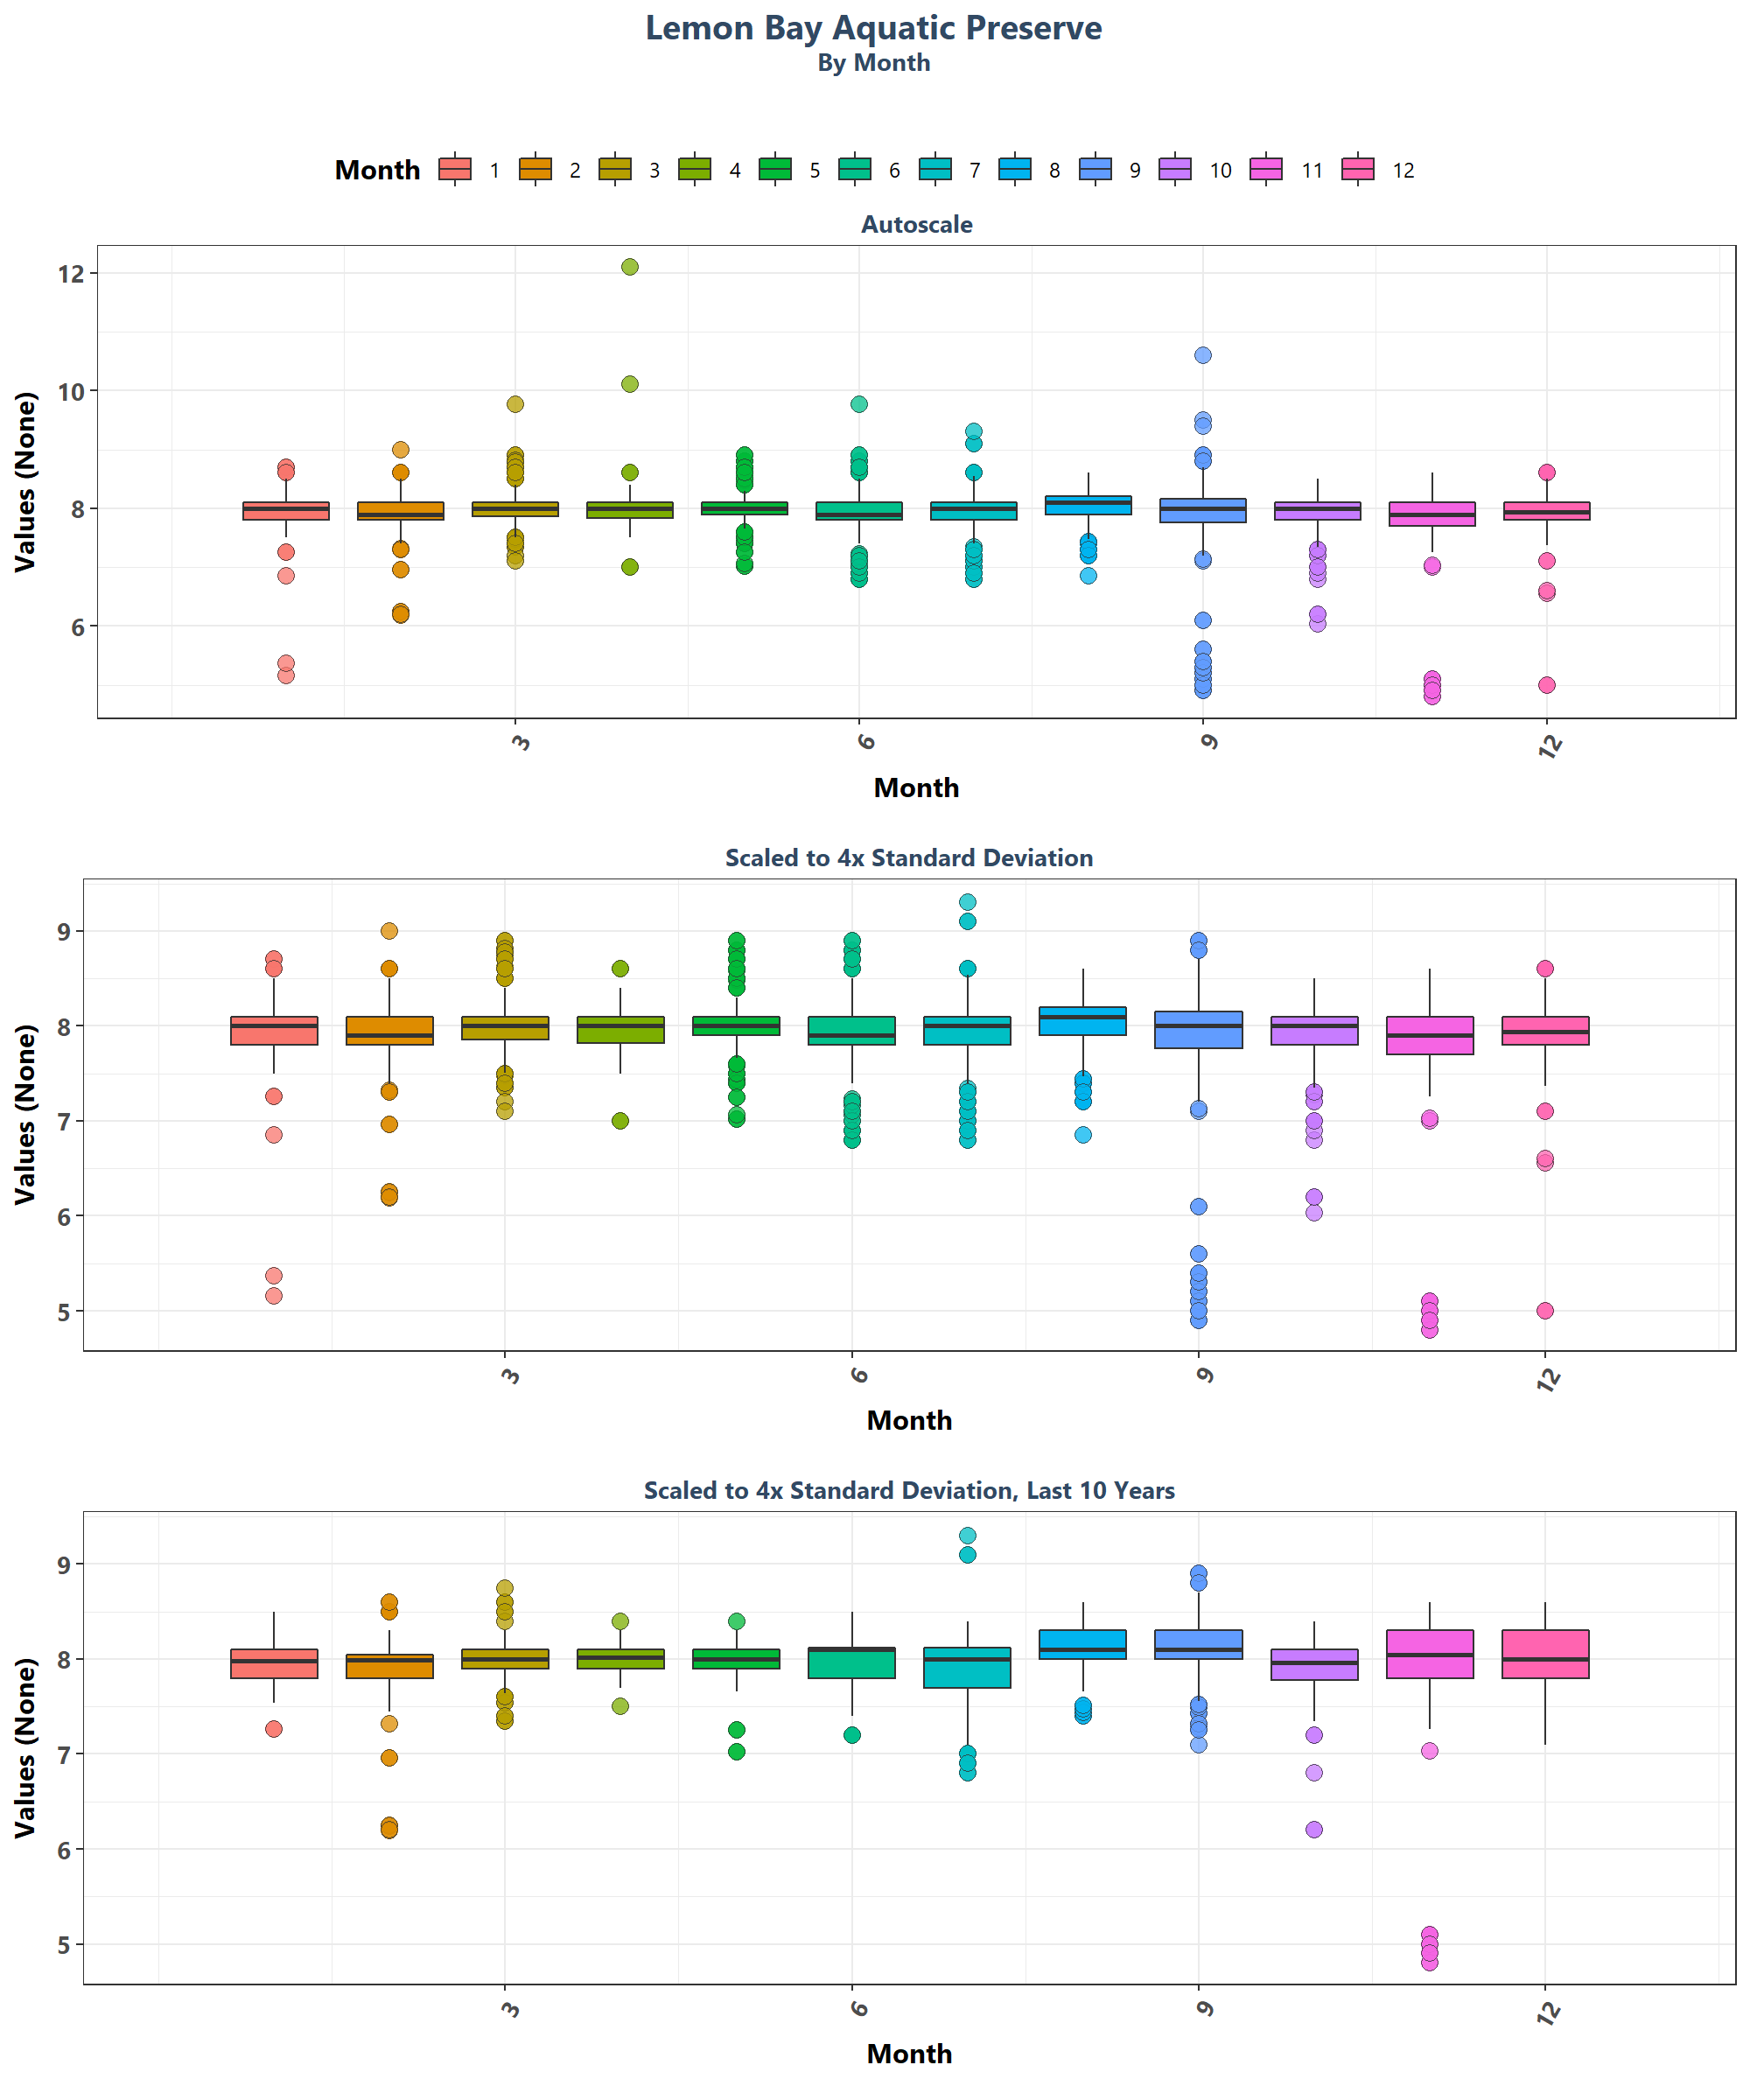 Lemon Bay Aquatic Preserve
By Month
Month 1 2 3 4 5 6 7 8 9 10 11 12
Autoscale
Values (None)
12
10
8
6
3 6 9 12
Month
Scaled to 4x Standard Deviation
Values (None)
9
8
7
6
5
3 6 9 12
Month
Scaled to 4x Standard Deviation, Last 10 Years
Values (None)
9
8
7
6
5
3 6 9 12
Month